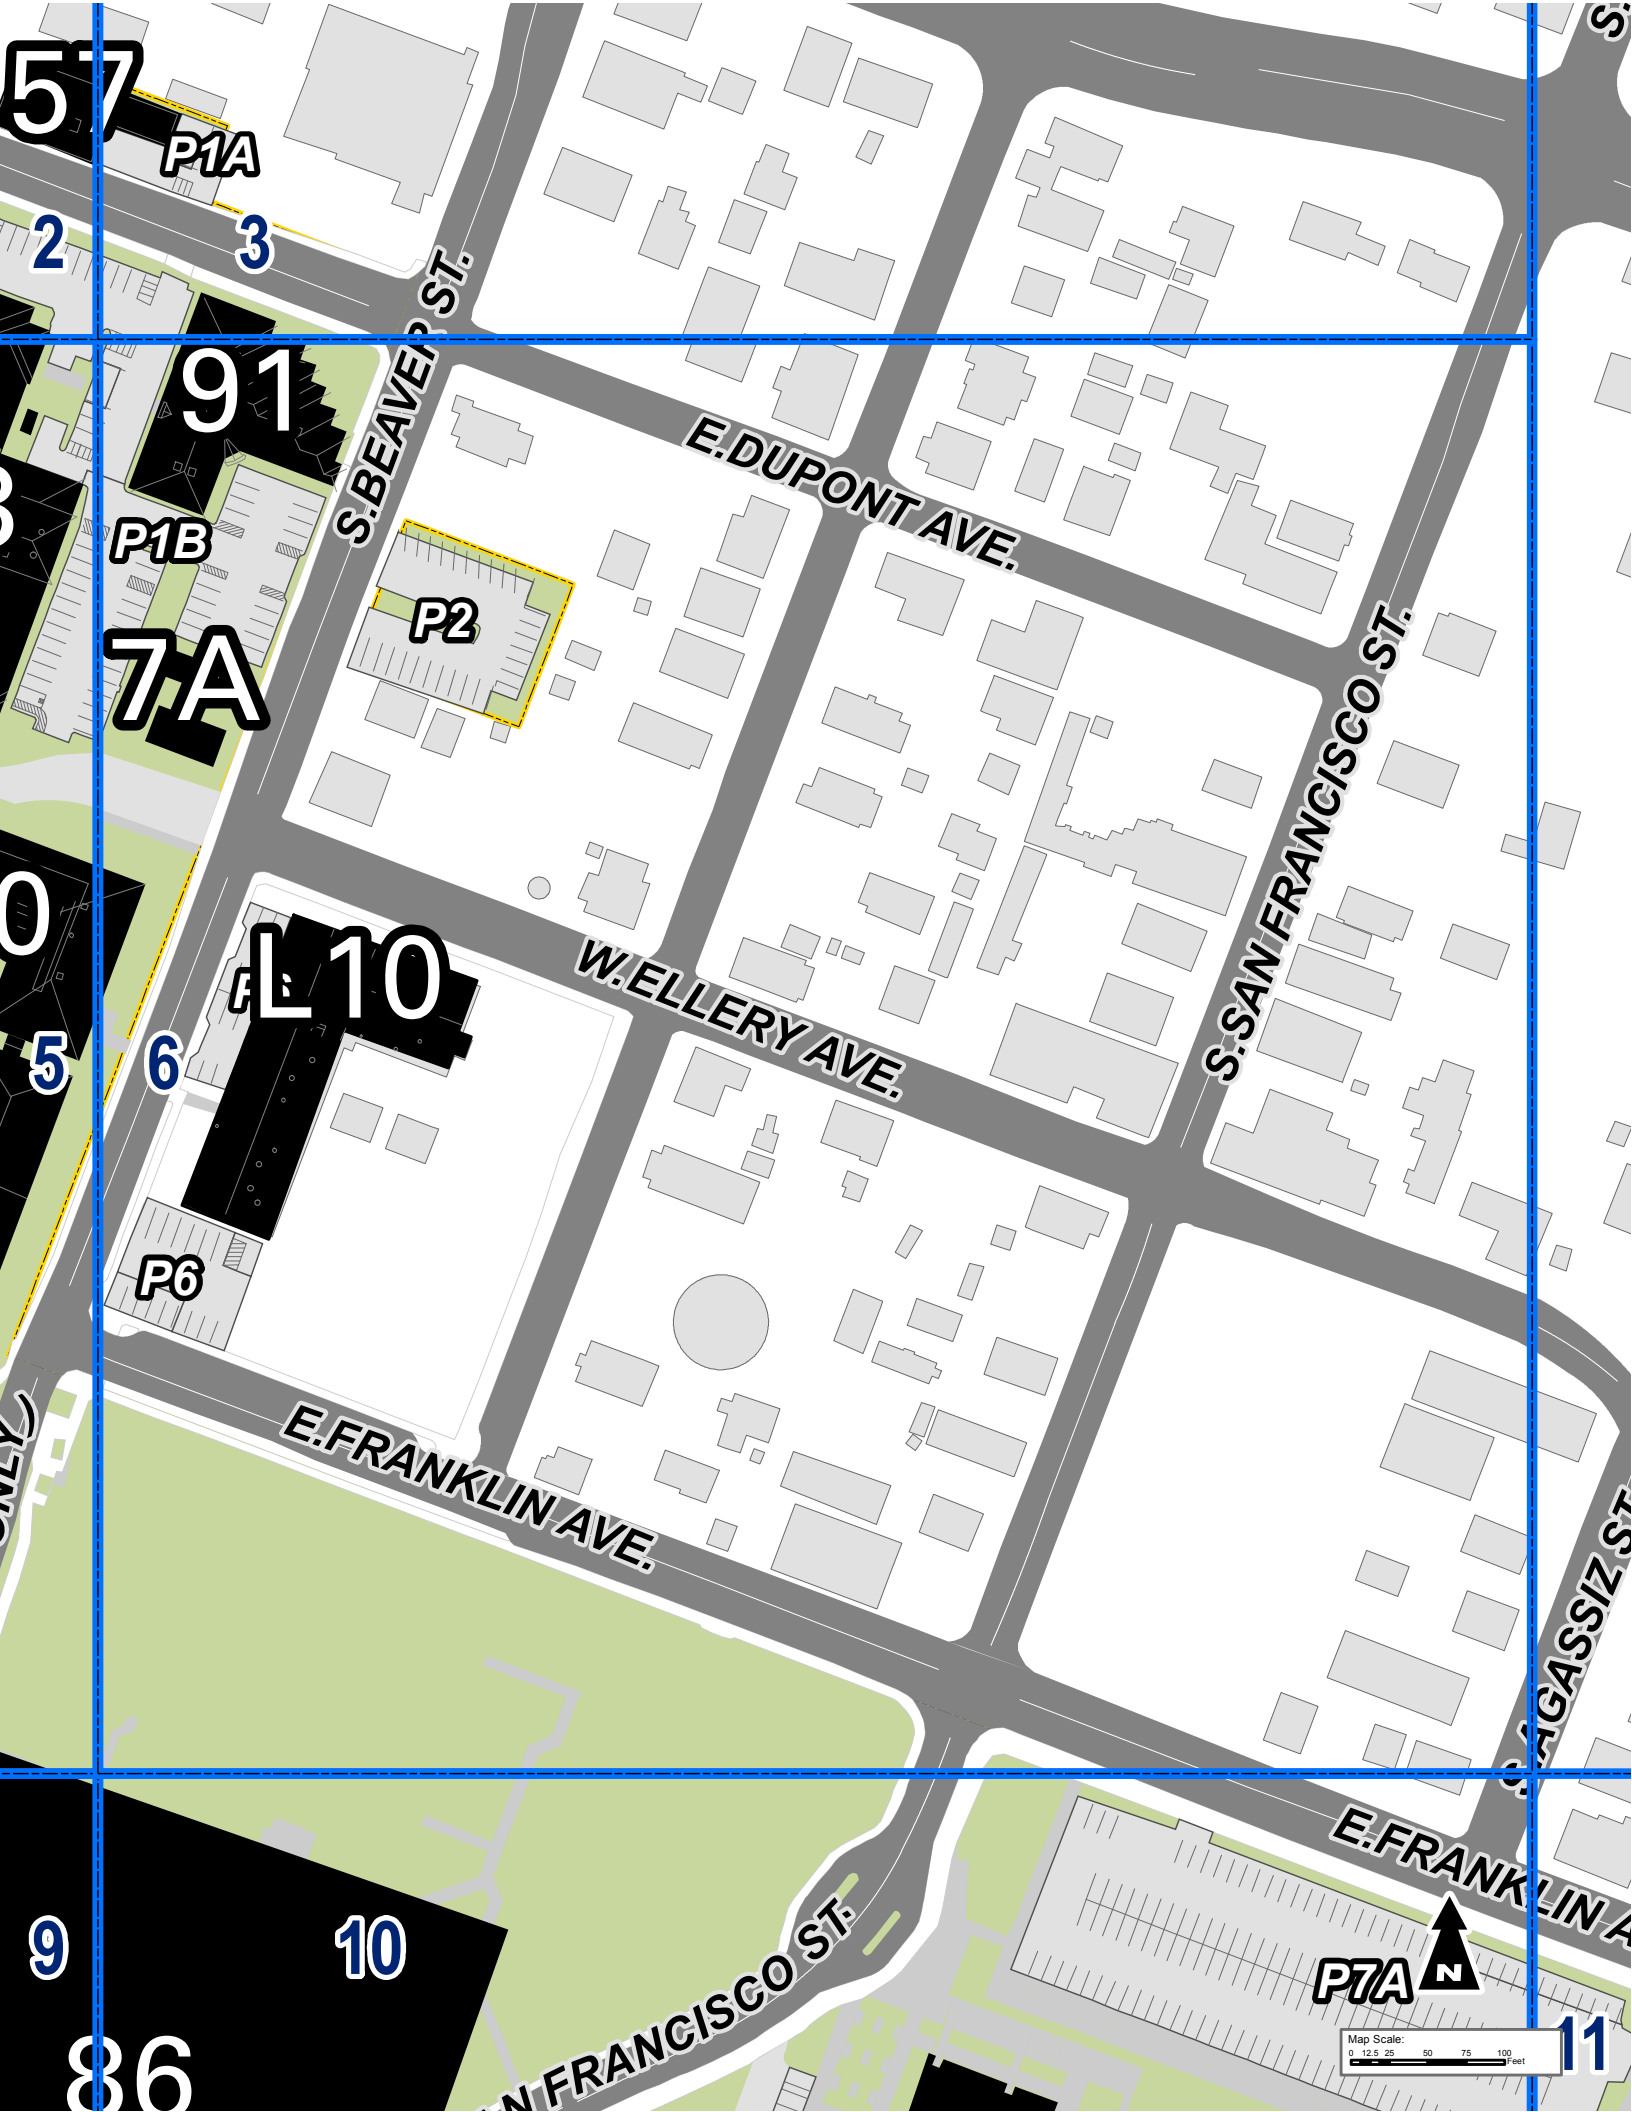 57
P1A
2
3
S.BEAVER ST.
91
E.DUPONT AVE.
P1B
P2
7A
S.SAN FRANCISCO ST.
0
L10
W.ELLERY AVE.
5
6
P6
E.FRANKLIN AVE.
ONLY)
S.AGASSIZ ST
E.FRANKLIN A
9
10
N FRANCISCO ST.
P7A
N
86
11
Map Scale:
0 12.5 25 50 75 100
Feet